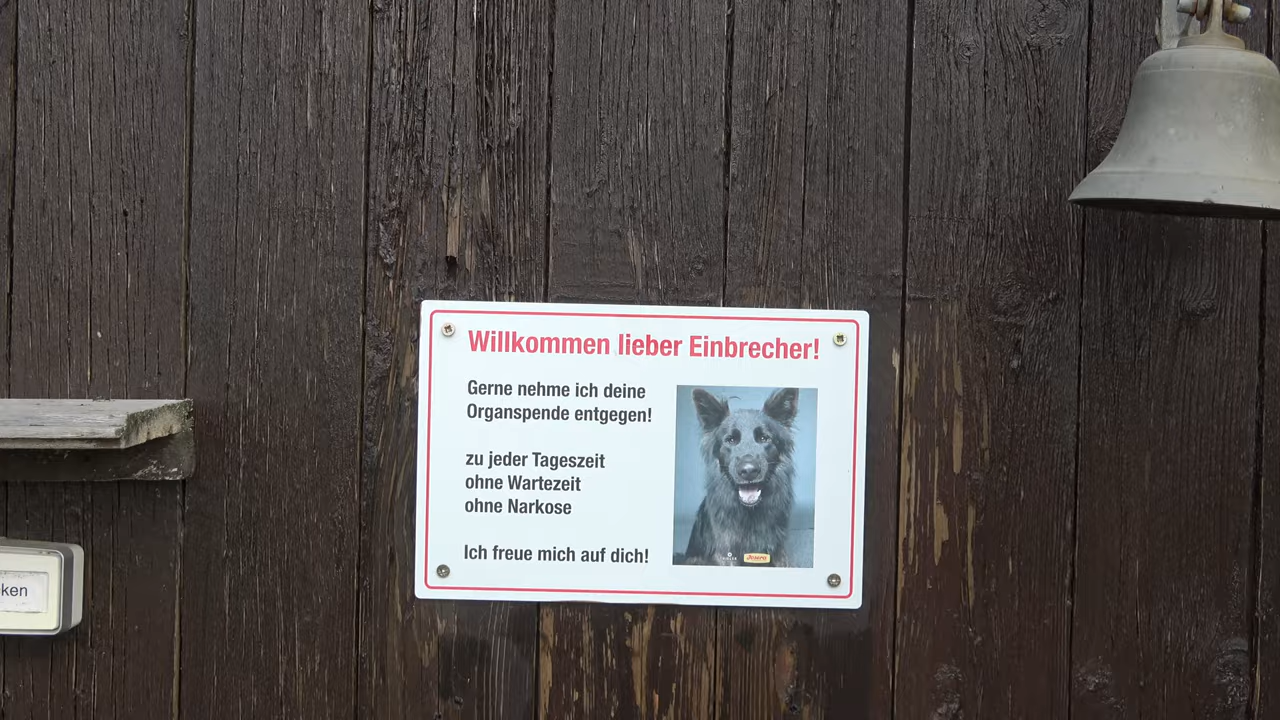 Willkommen lieber Einbrecher!
Gerne nehme ich deine
Organspende entgegen!
zu jeder Tageszeit
ohne Wartezeit
ohne Narkose
Ich freue mich auf dich!
Josera
ken